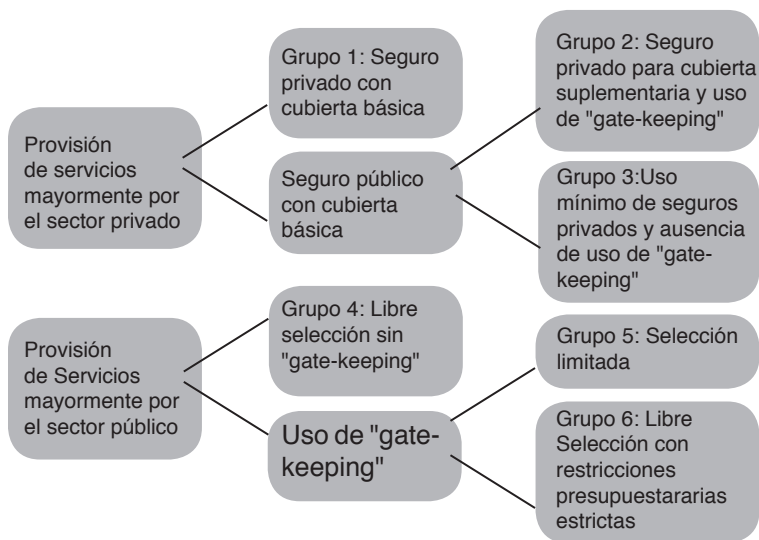 Provisión
de servicios
mayormente por
el sector privado
Grupo 1: Seguro
privado con
cubierta básica
Seguro público
con cubierta
básica
Grupo 2: Seguro
privado para cubierta
suplementaria y uso
de "gate-keeping"
Grupo 3:Uso
mínimo de seguros
privados y ausencia
de uso de "gate-
keeping"
Provisión
de Servicios
mayormente por
el sector público
Grupo 4: Libre
selección sin
"gate-keeping"
Uso de "gate-
keeping"
Grupo 5: Selección
limitada
Grupo 6: Libre
Selección con
restricciones
presupuestararias
estrictas